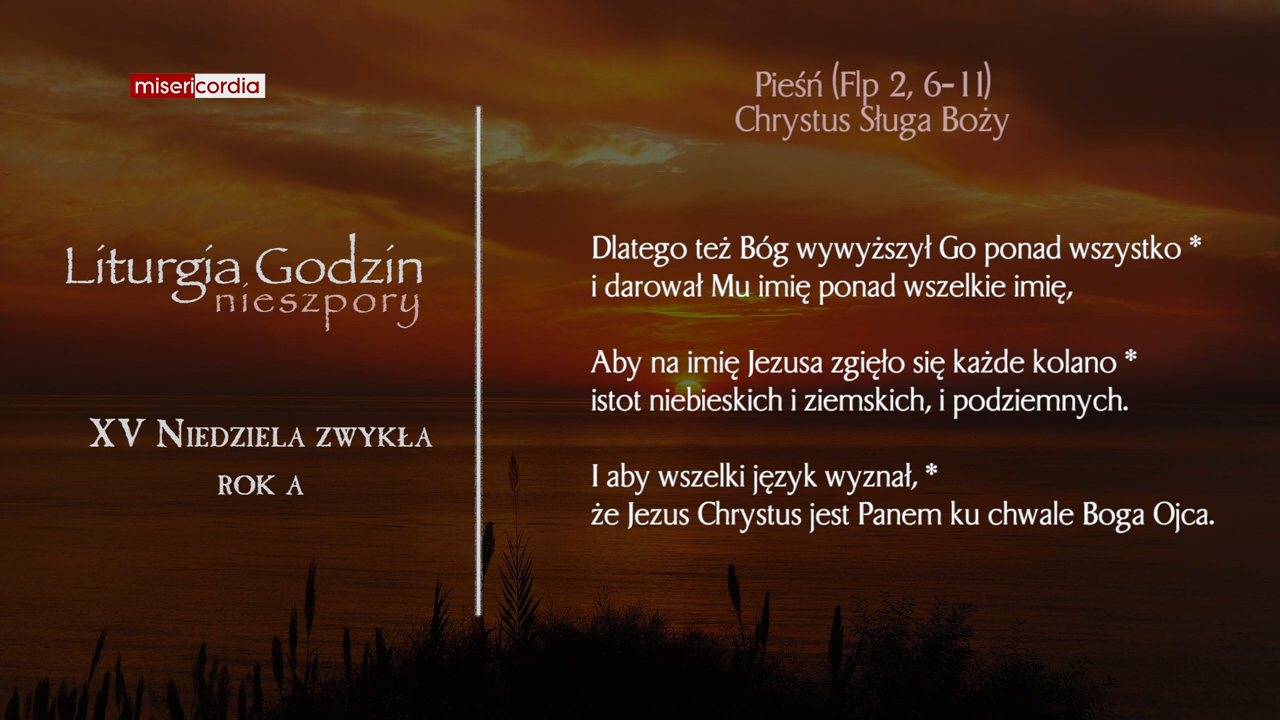 misericordia
Liturgia Godzin
nieszpory
XV Niedziela zwykła
rok A
Pieśń (Flp 2, 6-11)
Chrystus Sługa Boży
Dlatego też Bóg wywyższył Go ponad wszystko *
i darował Mu imię ponad wszelkie imię,
Aby na imię Jezusa zgięło się każde kolano *
istot niebieskich i ziemskich, i podziemnych.
I aby wszelki język wyznał, *
że Jezus Chrystus jest Panem ku chwale Boga Ojca.